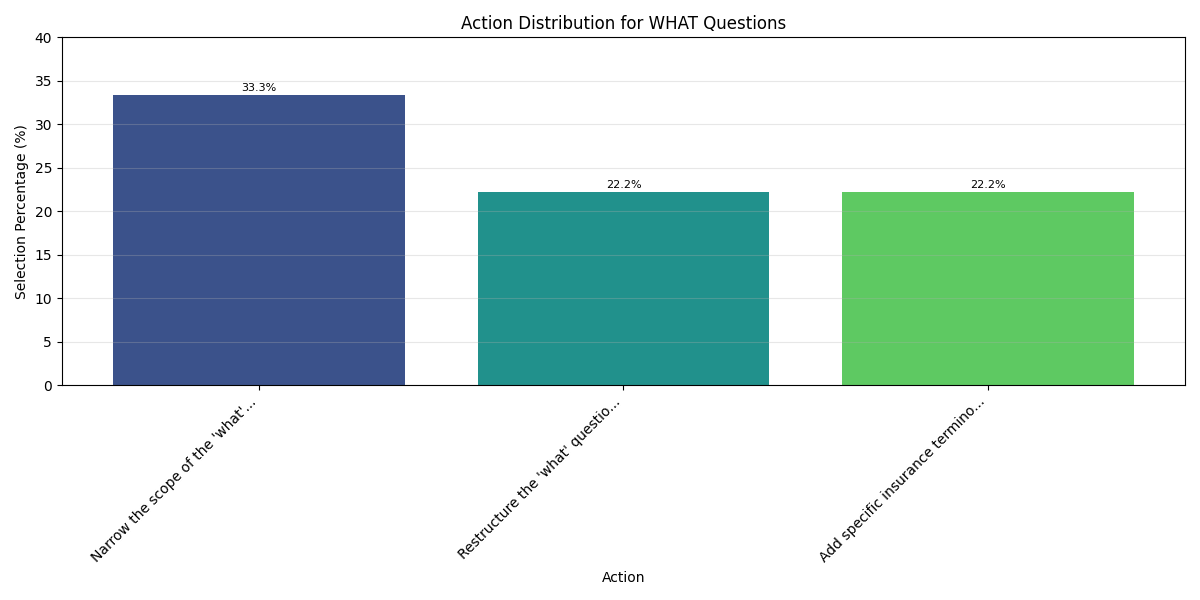 Action Distribution for WHAT Questions
40
35
30
25
20
15
10
5
0
Selection Percentage (%)
33.3%
22.2%
22.2%
Narrow the scope of the 'what'...
Restructure the 'what' questio...
Add specific insurance termino...
Action